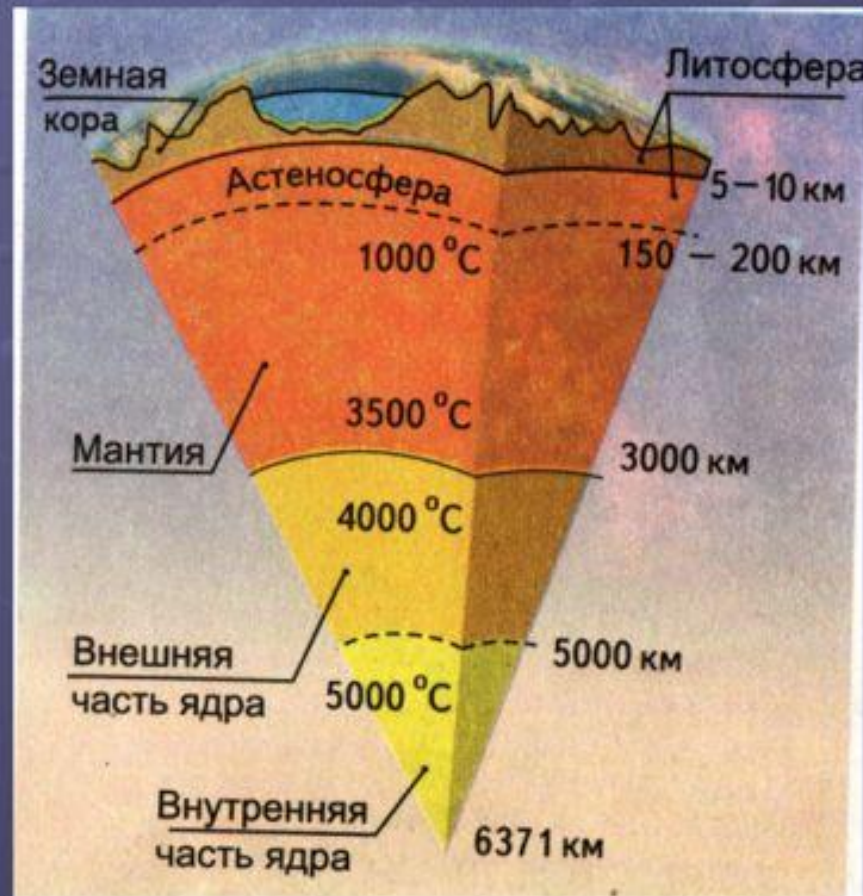 Земная
кора
Литосфера
Астеносфера
5–10 км
1000 °C
150 – 200 км
3500 °C
Мантия
3000 км
4000 °C
Внешняя
часть ядра
5000 км
5000 °C
Внутренняя
часть ядра
6371 км